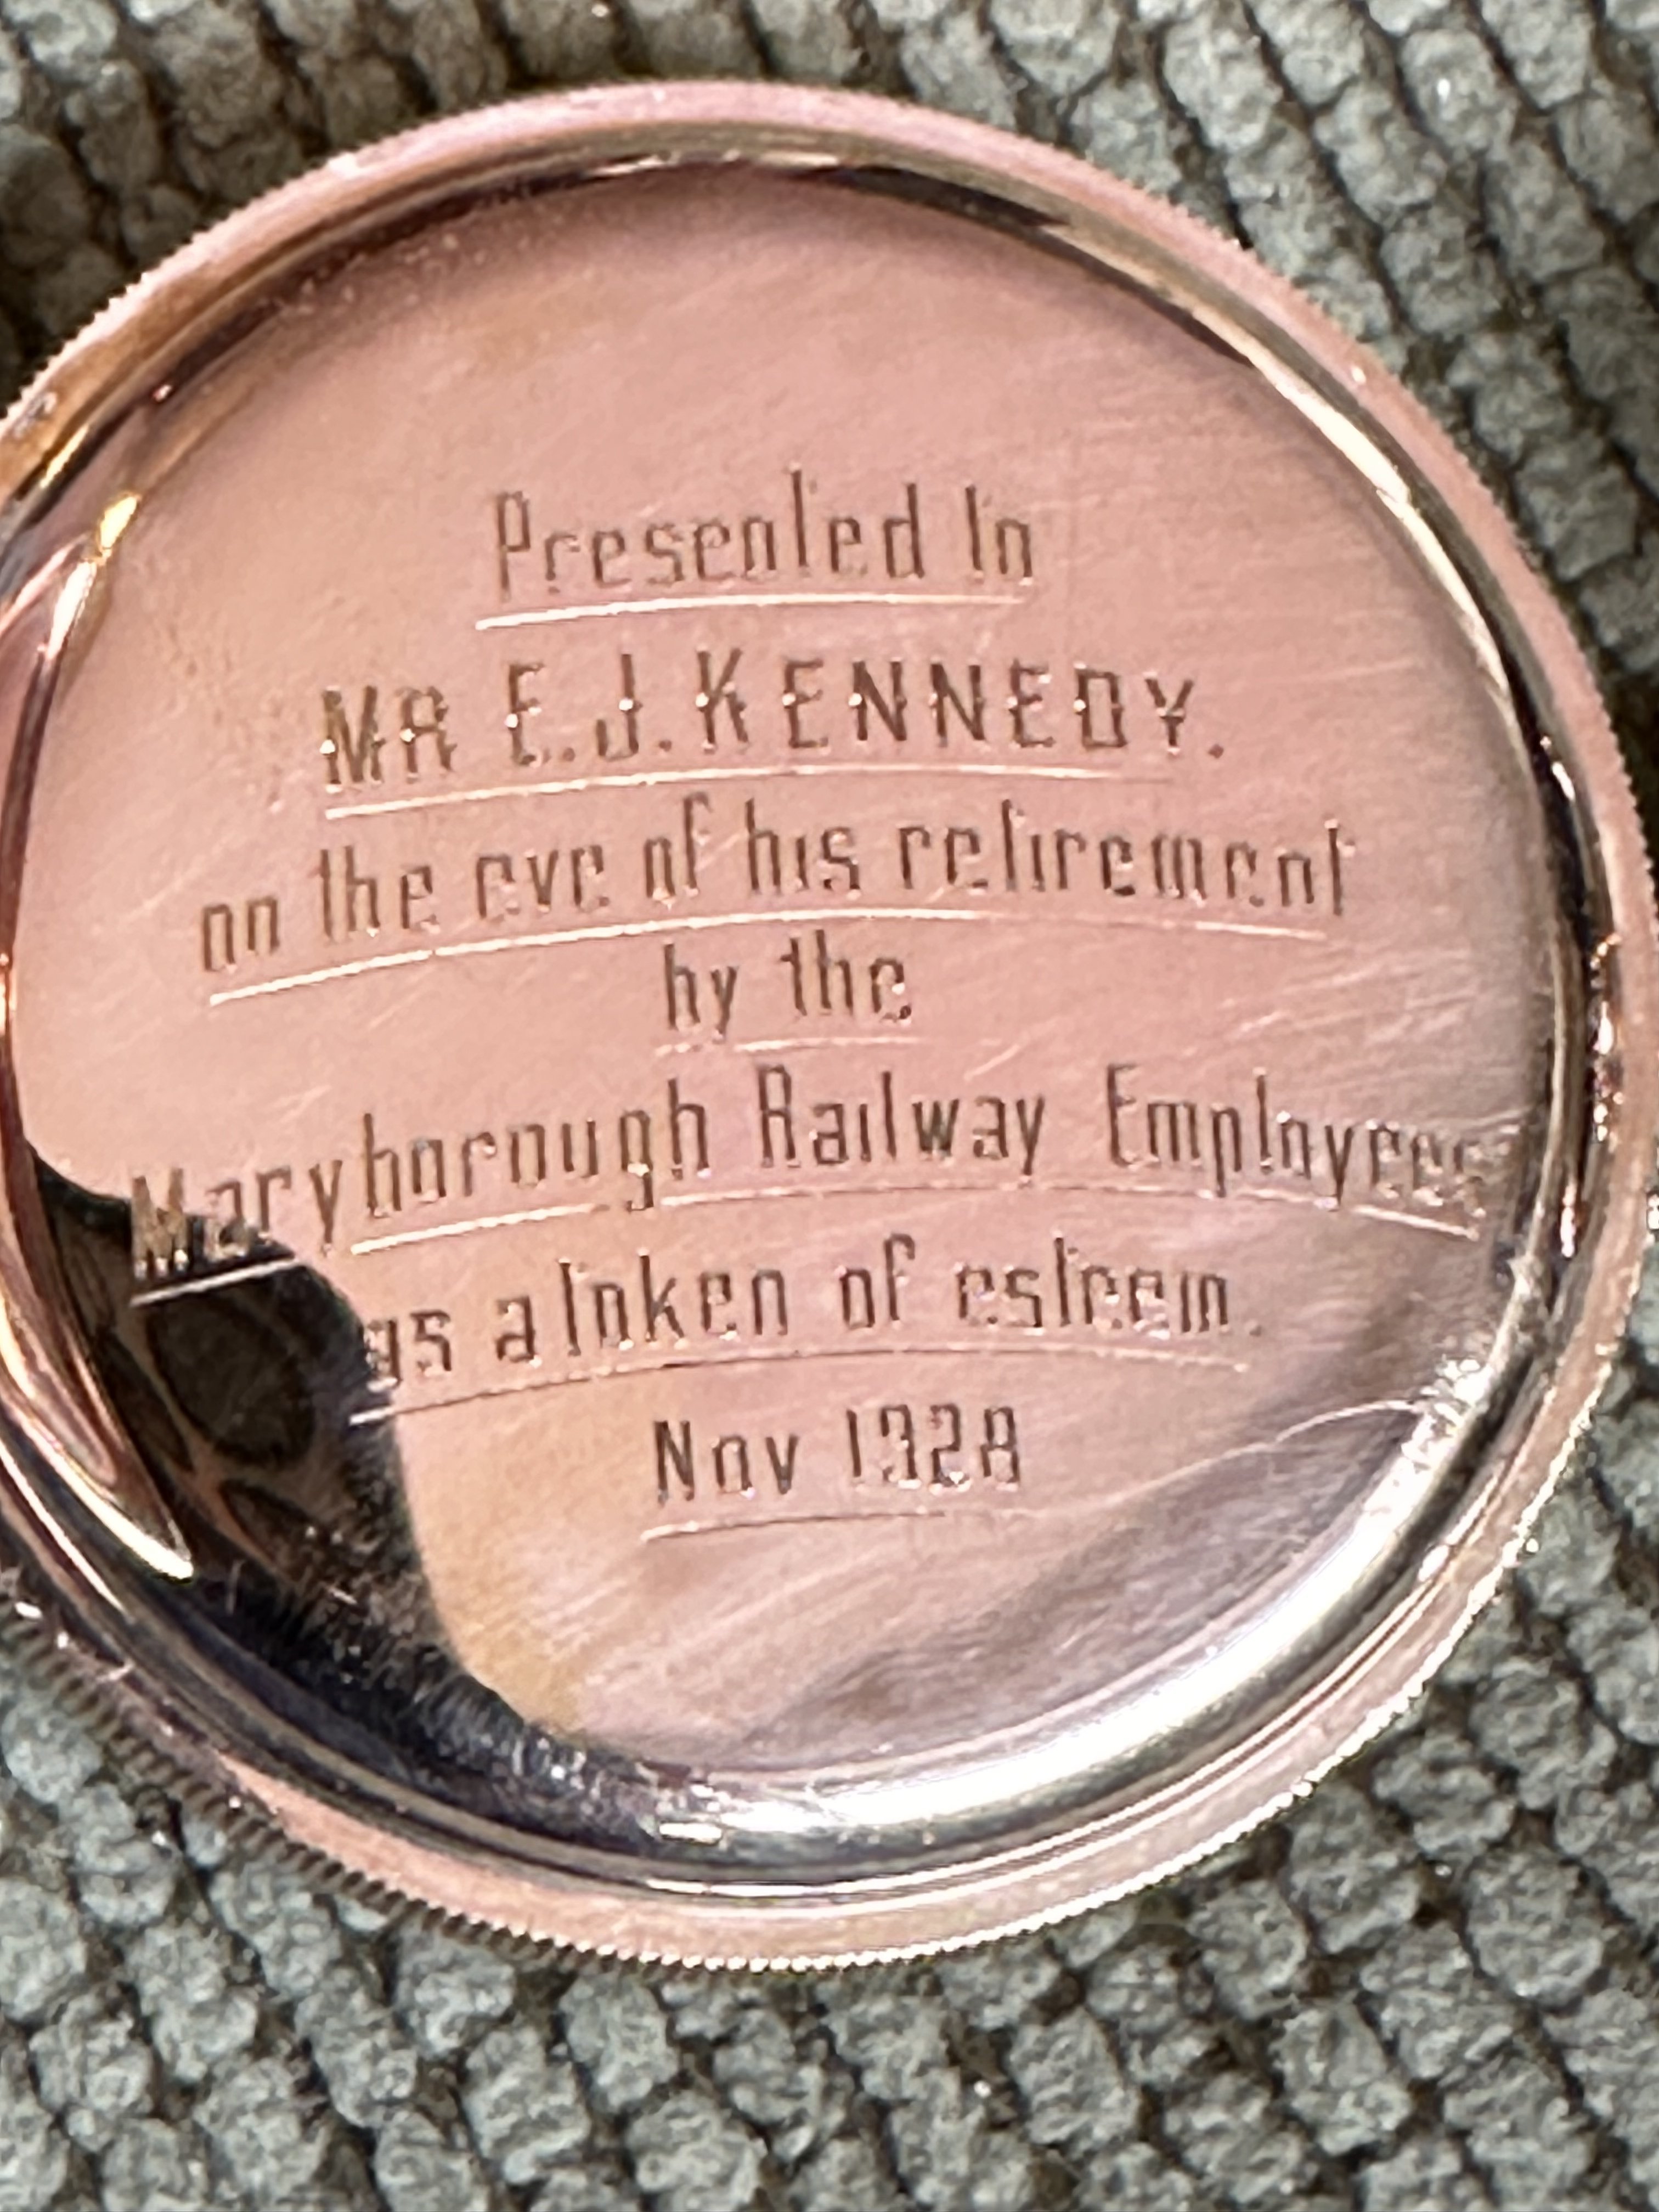 Presented to
MR E.J. KENNEDY.
on the eve of his retirement
by the
Maryborough Railway Employees
as a token of esteem.
Nov 1928